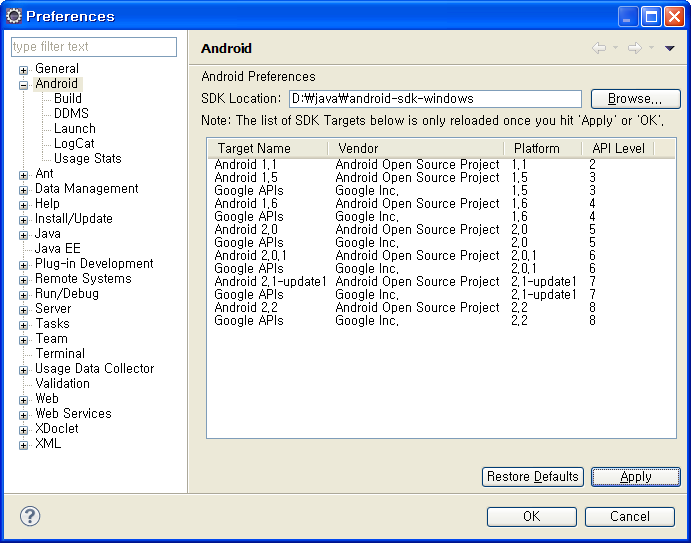 Preferences
type filter text
General
Android
Build
DDMS
Launch
LogCat
Usage Stats
Ant
Data Management
Help
Install/Update
Java
Java EE
Plug-in Development
Remote Systems
Run/Debug
Server
Tasks
Team
Terminal
Usage Data Collector
Validation
Web
Web Services
XDoclet
XML
Android
Android Preferences
SDK Location: D:₩java₩android-sdk-windows Browse...
Note: The list of SDK Targets below is only reloaded once you hit 'Apply' or 'OK'.
Target Name Vendor Platform API Level
Android 1.1 Android Open Source Project 1.1 2
Android 1.5 Android Open Source Project 1.5 3
Google APIs Google Inc. 1.5 3
Android 1.6 Android Open Source Project 1.6 4
Google APIs Google Inc. 1.6 4
Android 2.0 Android Open Source Project 2.0 5
Google APIs Google Inc. 2.0 5
Android 2.0.1 Android Open Source Project 2.0.1 6
Google APIs Google Inc. 2.0.1 6
Android 2.1-update1 Android Open Source Project 2.1-update1 7
Google APIs Google Inc. 2.1-update1 7
Android 2.2 Android Open Source Project 2.2 8
Google APIs Google Inc. 2.2 8
Restore Defaults Apply
? OK Cancel